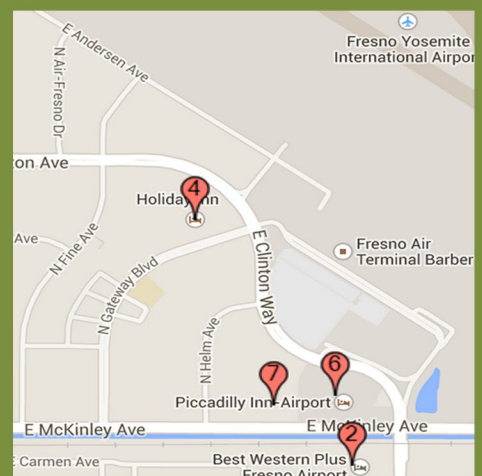 E Andersen Ave
Fresno Yosemite
International Airpor
N Air-Fresno Dr
on Ave
4
Holiday Inn
Ave
N Fine Ave
E Clinton Way
Fresno Air
Terminal Barber
N Gateway Blvd
N Helm Ave
7
6
Piccadilly Inn-Airport
E McKinley Ave
E McKinley Ave
2
E Carmen Ave
Best Western Plus
Fresno Airport